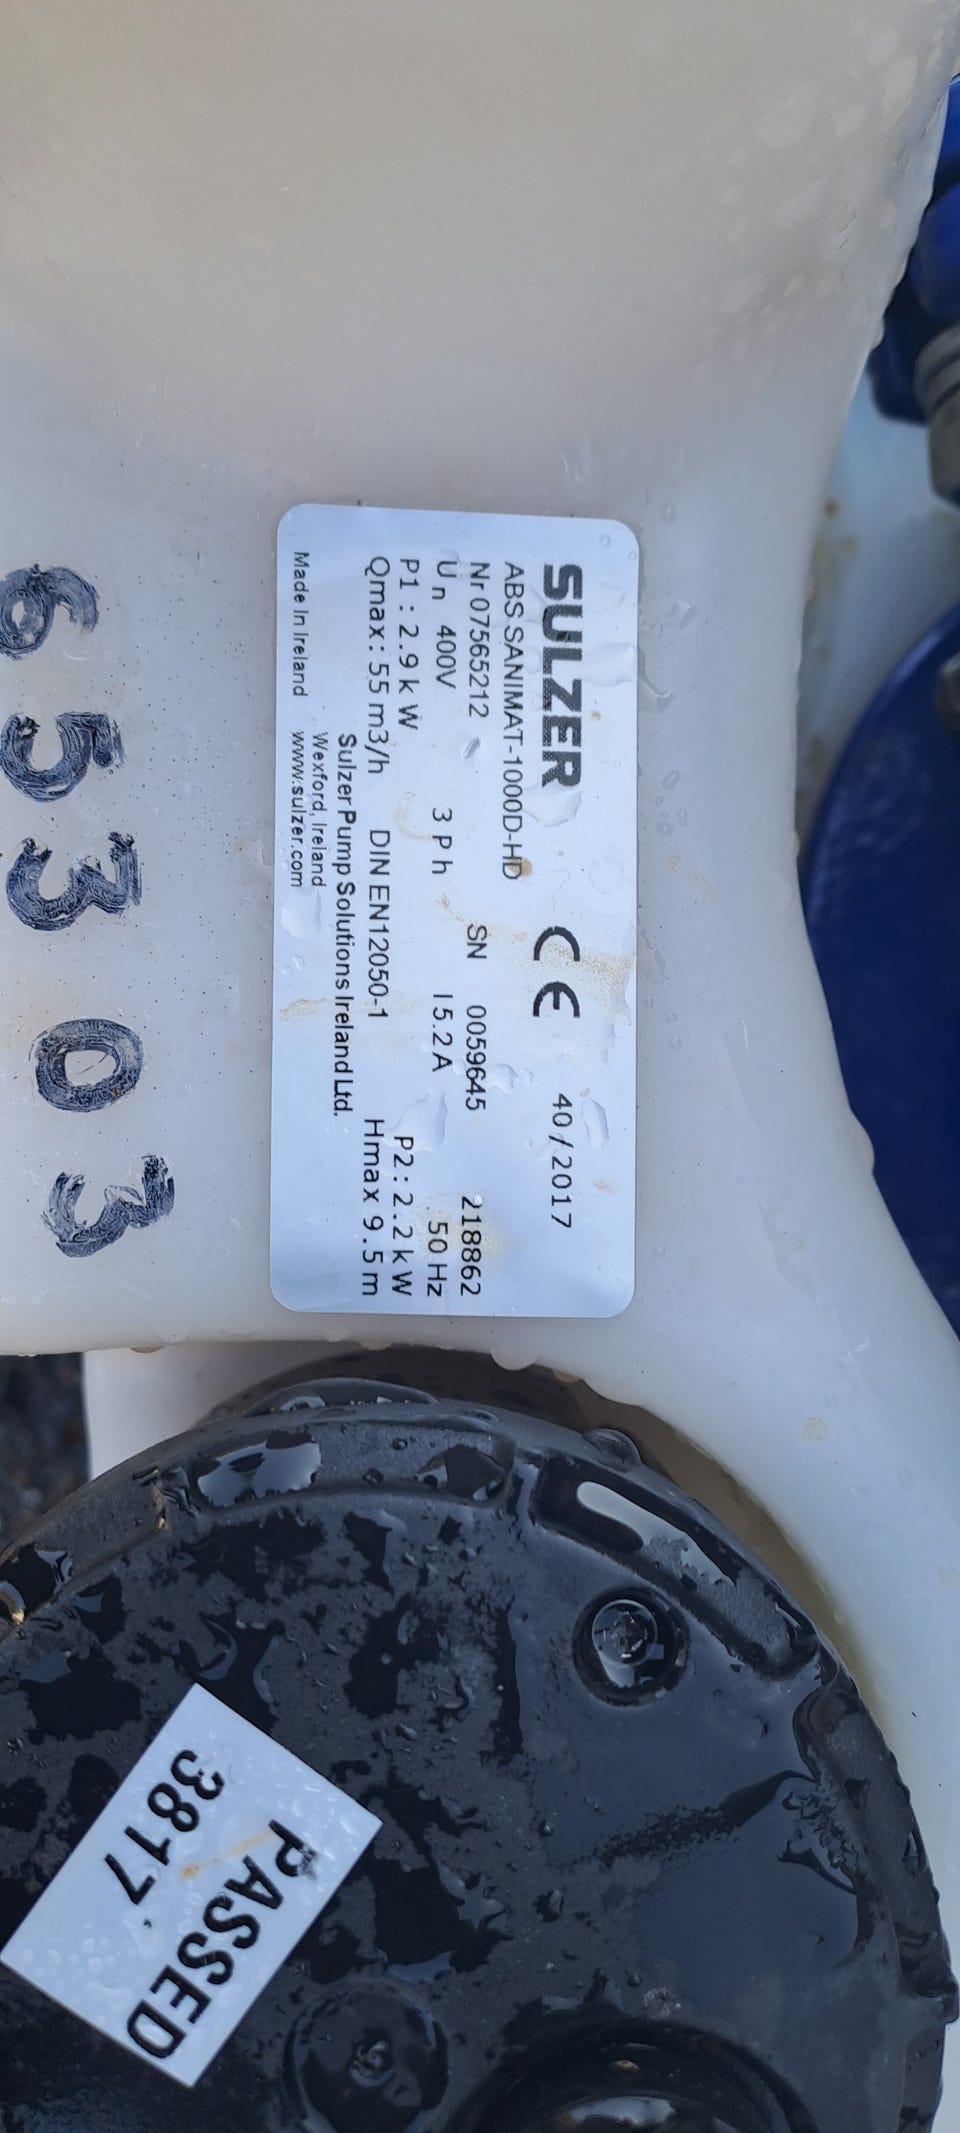 SULZER CE 40/2017
ABS SANIMAT-1000D-HD
Nr 07565212 SN 0059645 218862
Un 400V 3 Ph I 5.2 A 50 Hz
P1 : 2.9 kW P2 : 2.2 kW
Qmax : 55 m3/h DIN EN12050-1 Hmax 9.5 m
Sulzer Pump Solutions Ireland Ltd.
Wexford, Ireland
Made In Ireland www.sulzer.com
65303
PASSED
3817